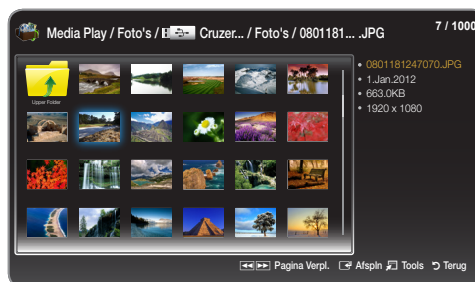 Media Play / Foto's / Cruzer... / Foto's / 0801181... .JPG
7 / 1000
Upper Folder
• 0801181247070.JPG
• 1.Jan.2012
• 663.0KB
• 1920 x 1080
Pagina Verpl. Afspln Tools Terug